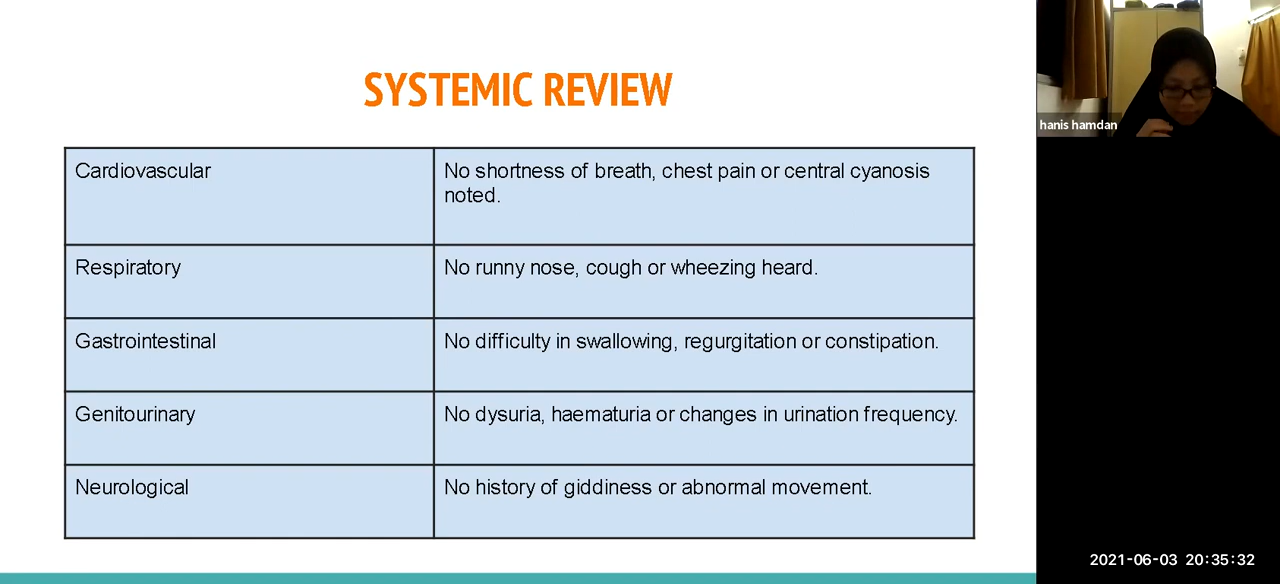 SYSTEMIC REVIEW
Cardiovascular
No shortness of breath, chest pain or central cyanosis
noted.
Respiratory
No runny nose, cough or wheezing heard.
Gastrointestinal
No difficulty in swallowing, regurgitation or constipation.
Genitourinary
No dysuria, haematuria or changes in urination frequency.
Neurological
No history of giddiness or abnormal movement.
hanis hamdan
2021-06-03 20:35:32